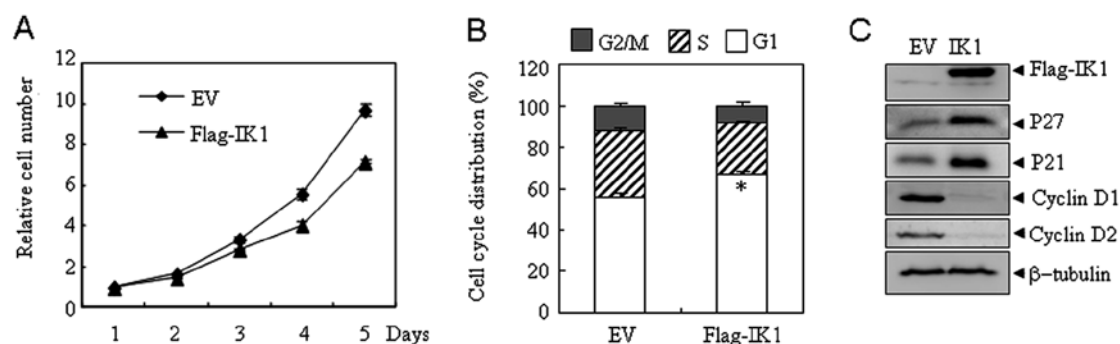 A
Relative cell number
12
10
8
6
4
2
0
EV
Flag-IK1
1 2 3 4 5 Days
B
G2/M S G1
Cell cycle distribution (%)
120
100
80
60
40
20
0
*
EV Flag-IK1
C
EV IK1
Flag-IK1
P27
P21
Cyclin D1
Cyclin D2
β-tubulin